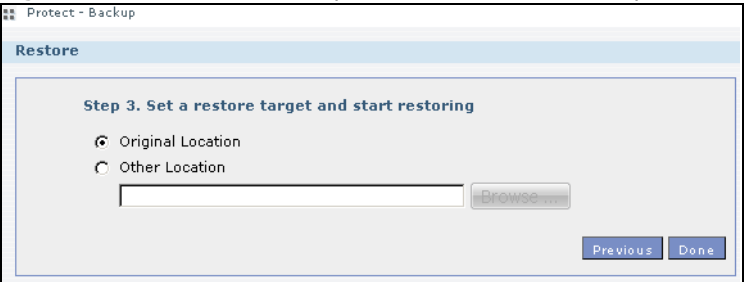 Protect - Backup
Restore
Step 3. Set a restore target and start restoring
Original Location
Other Location
Browse ...
Previous Done